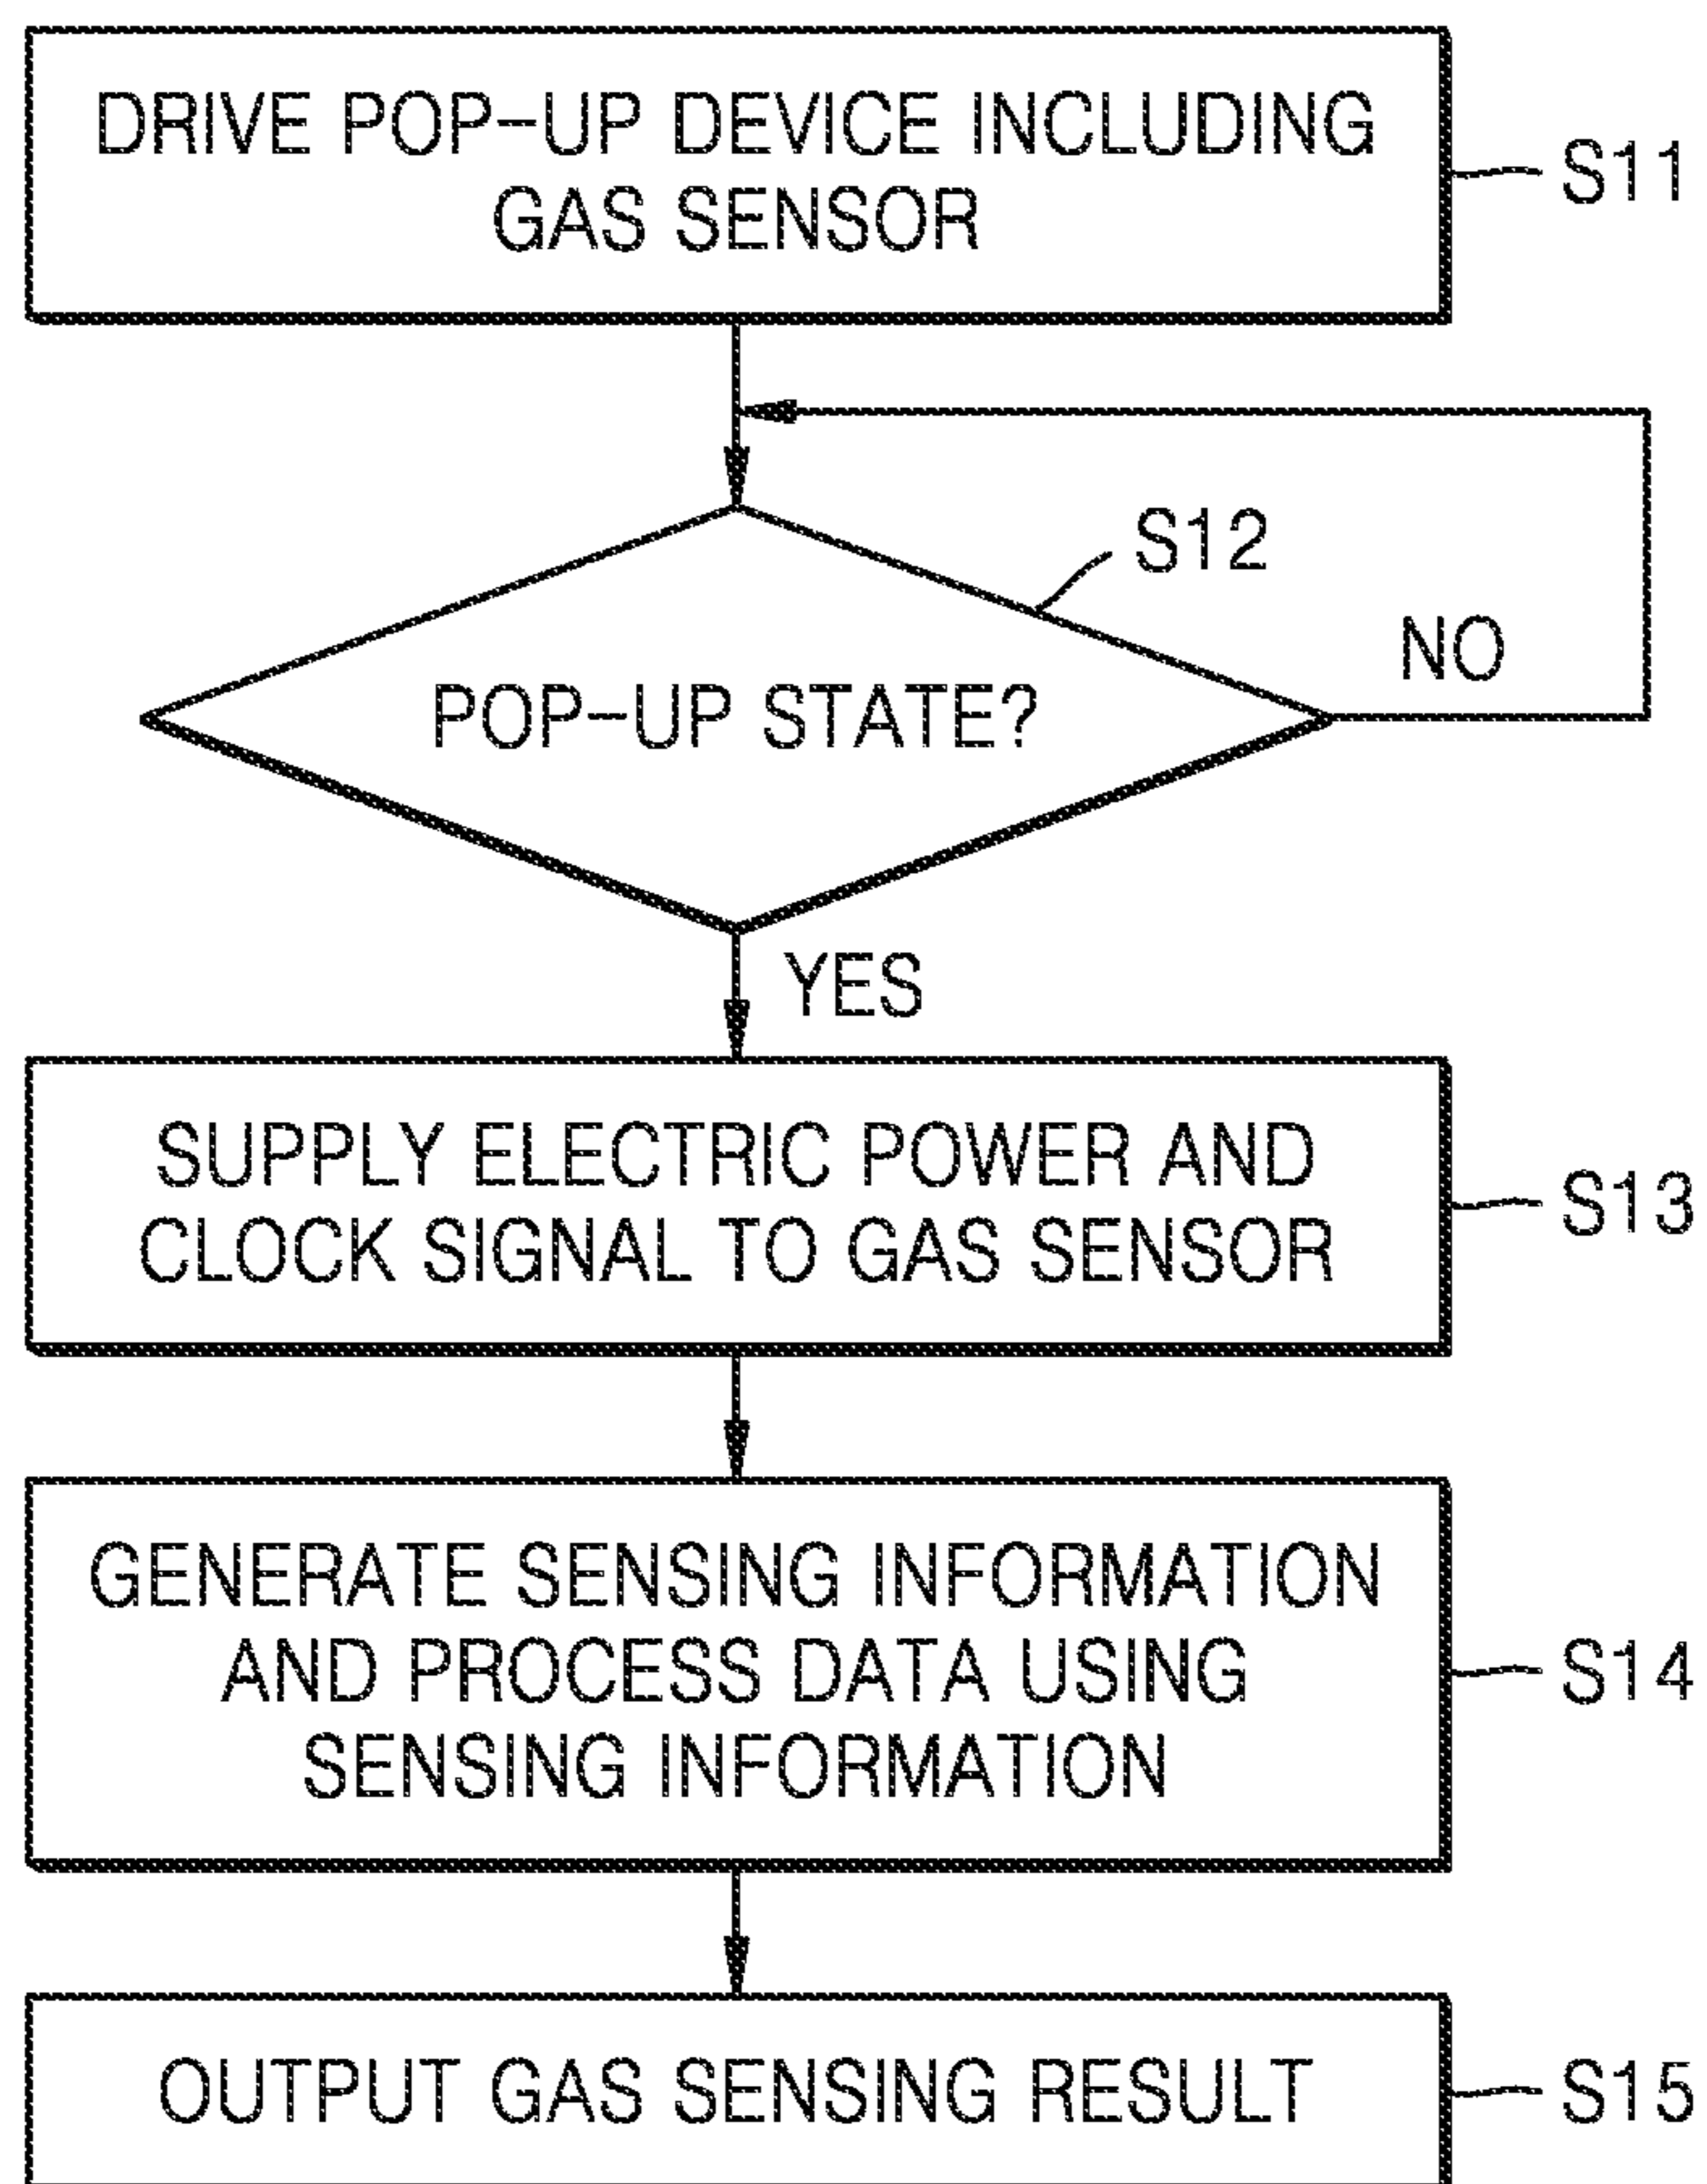 DRIVE POP-UP DEVICE INCLUDING
GAS SENSOR
S11
S12
NO
POP-UP STATE?
YES
SUPPLY ELECTRIC POWER AND
CLOCK SIGNAL TO GAS SENSOR
S13
GENERATE SENSING INFORMATION
AND PROCESS DATA USING
SENSING INFORMATION
S14
OUTPUT GAS SENSING RESULT
S15